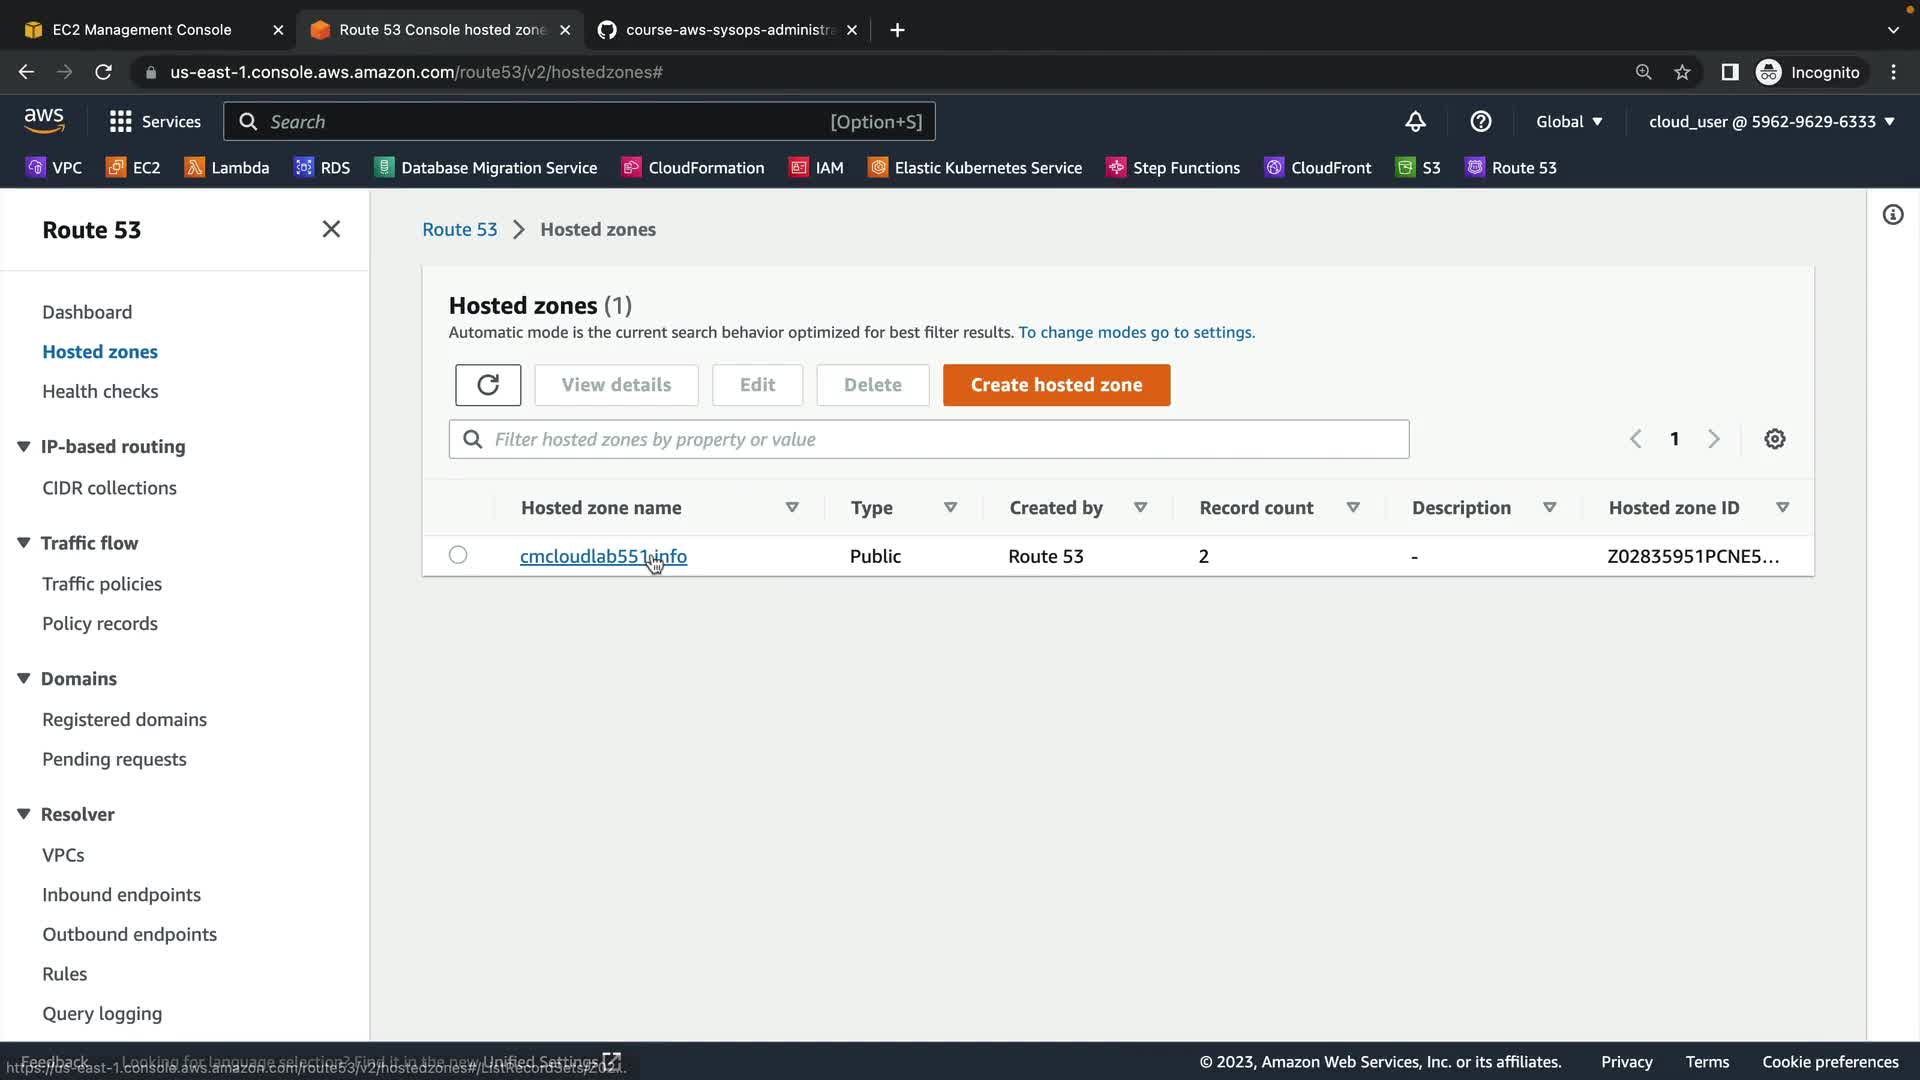 EC2 Management Console
Route 53 Console hosted zone
course-aws-sysops-administra
us-east-1.console.aws.amazon.com/route53/v2/hostedzones#
Incognito
aws
Services
Search
[Option+S]
Global
cloud_user @ 5962-9629-6333
VPC
EC2
Lambda
RDS
Database Migration Service
CloudFormation
IAM
Elastic Kubernetes Service
Step Functions
CloudFront
S3
Route 53
Route 53
Dashboard
Hosted zones
Health checks
IP-based routing
CIDR collections
Traffic flow
Traffic policies
Policy records
Domains
Registered domains
Pending requests
Resolver
VPCs
Inbound endpoints
Outbound endpoints
Rules
Query logging
Route 53 > Hosted zones
Hosted zones (1)
Automatic mode is the current search behavior optimized for best filter results. To change modes go to settings.
View details
Edit
Delete
Create hosted zone
Filter hosted zones by property or value
1
Hosted zone name
Type
Created by
Record count
Description
Hosted zone ID
cmcloudlab551.info
Public
Route 53
2
-
Z02835951PCNE5...
Feedback
Looking for language selection? Find it in the new Unified Settings
https://us-east-1.console.aws.amazon.com/route53/v2/hostedzones#/ListRecordSets/Z02...
© 2023, Amazon Web Services, Inc. or its affiliates.
Privacy
Terms
Cookie preferences